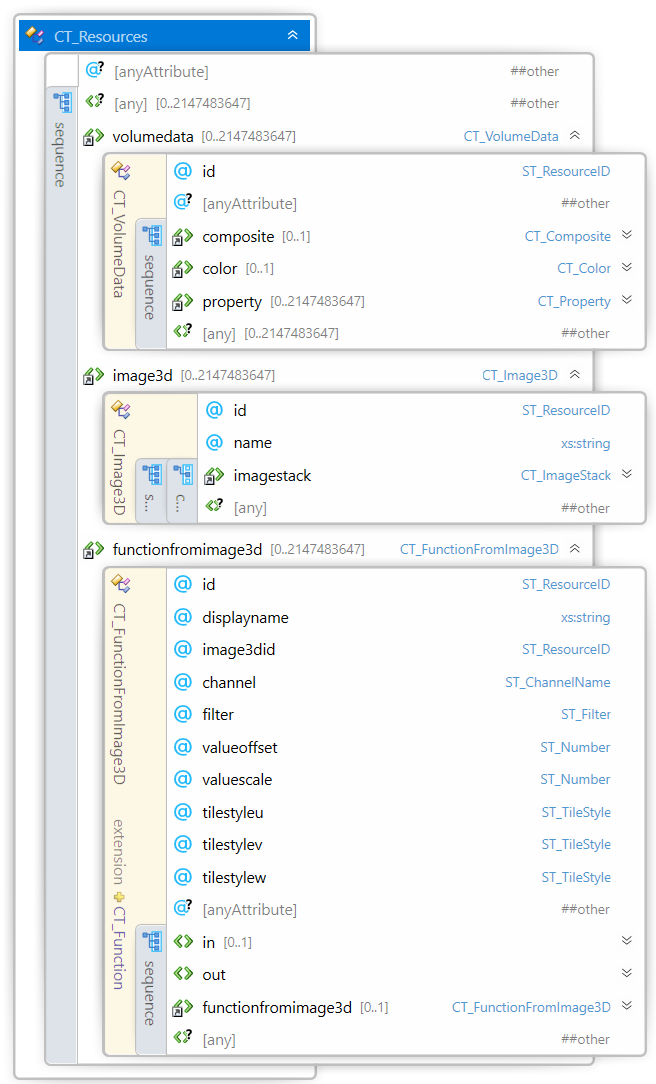 CT_Resources
[anyAttribute] ##other
[any] [0..2147483647] ##other
sequence
volumedata [0..2147483647] CT_VolumeData
CT_VolumeData
id ST_ResourceID
[anyAttribute] ##other
sequence
composite [0..1] CT_Composite
color [0..1] CT_Color
property [0..2147483647] CT_Property
[any] [0..2147483647] ##other
image3d [0..2147483647] CT_Image3D
CT_Image3D
id ST_ResourceID
name xs:string
s...
C...
imagestack CT_ImageStack
[any] ##other
functionfromimage3d [0..2147483647] CT_FunctionFromImage3D
CT_FunctionFromImage3D extension CT_Function
id ST_ResourceID
displayname xs:string
image3did ST_ResourceID
channel ST_ChannelName
filter ST_Filter
valueoffset ST_Number
valuescale ST_Number
tilestyleu ST_TileStyle
tilestylev ST_TileStyle
tilestylew ST_TileStyle
[anyAttribute] ##other
sequence
in [0..1]
out
functionfromimage3d [0..1] CT_FunctionFromImage3D
[any] ##other